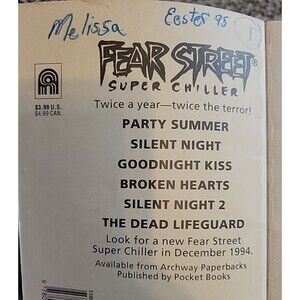 Melissa Easter 95 1
FEAR STREET®
SUPER CHILLER
$3.99 U.S.
$4.99 CAN.
Twice a year—twice the terror!
PARTY SUMMER
SILENT NIGHT
GOODNIGHT KISS
BROKEN HEARTS
SILENT NIGHT 2
THE DEAD LIFEGUARD
Look for a new Fear Street
Super Chiller in December 1994.
Available from Archway Paperbacks
Published by Pocket Books